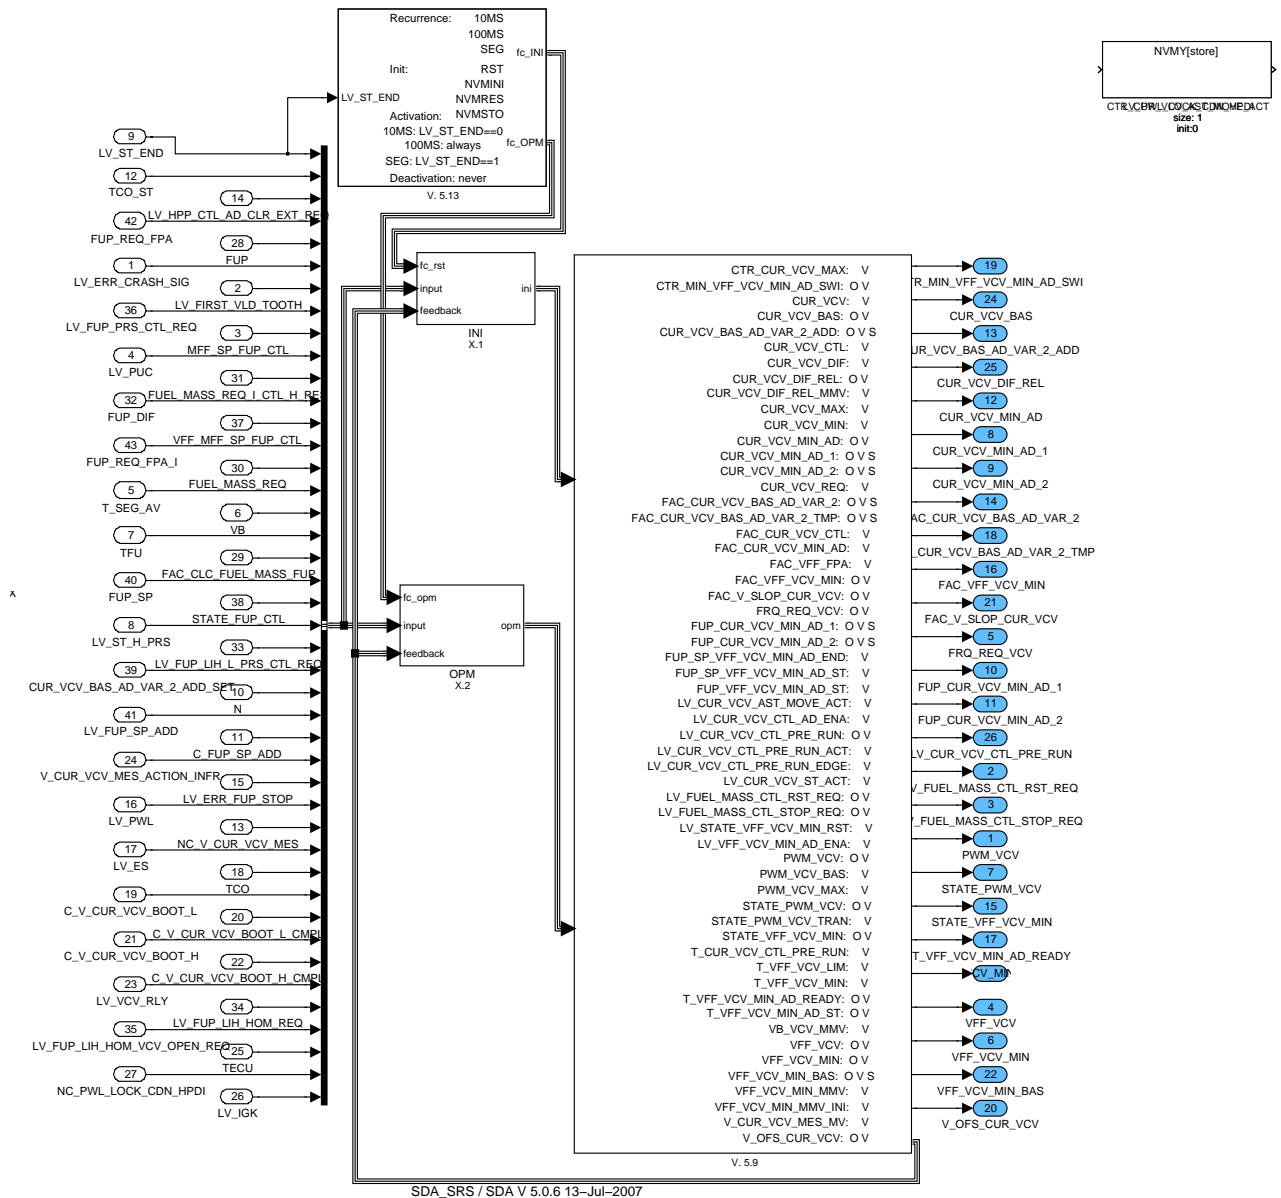 Recurrence: 10MS
100MS
SEG
fc_INI
Init: RST
NVMINI
NVMRES
NVMSTO
LV_ST_END
Activation:
10MS: LV_ST_END==0
100MS: always
SEG: LV_ST_END==1
fc_OPM
Deactivation: never
V. 5.13
NVMY[store]
size: 1
init:0
9
LV_ST_END
12
TCO_ST
14
LV_HPP_CTL_AD_CLR_EXT_REQ
42
FUP_REQ_FPA
28
FUP
1
LV_ERR_CRASH_SIG
2
LV_FIRST_VLD_TOOTH
36
LV_FUP_PRS_CTL_REQ
3
MFF_SP_FUP_CTL
4
LV_PUC
31
FUEL_MASS_REQ_I_CTL_H_RE
32
FUP_DIF
37
VFF_MFF_SP_FUP_CTL
43
FUP_REQ_FPA_I
30
FUEL_MASS_REQ
5
T_SEG_AV
6
VB
7
TFU
29
FAC_CLC_FUEL_MASS_FUP
40
FUP_SP
38
STATE_FUP_CTL
8
LV_ST_H_PRS
33
LV_FUP_LIH_L_PRS_CTL_REQ
39
CUR_VCV_BAS_AD_VAR_2_ADD_SET
10
N
41
LV_FUP_SP_ADD
11
C_FUP_SP_ADD
24
V_CUR_VCV_MES_ACTION_INFR
15
LV_ERR_FUP_STOP
16
LV_PWL
13
NC_V_CUR_VCV_MES
17
LV_ES
18
TCO
19
C_V_CUR_VCV_BOOT_L
20
C_V_CUR_VCV_BOOT_L_CMPL
21
C_V_CUR_VCV_BOOT_H
22
C_V_CUR_VCV_BOOT_H_CMPL
23
LV_VCV_RLY
34
LV_FUP_LIH_HOM_REQ
35
LV_FUP_LIH_HOM_VCV_OPEN_REQ
25
TECU
27
NC_PWL_LOCK_CDN_HPDI
26
LV_IGK
fc_rst
input
feedback
ini
INI
X.1
fc_opm
input
feedback
opm
OPM
X.2
CTR_CUR_VCV_MAX: V
CTR_MIN_VFF_VCV_MIN_AD_SWI: O V
CUR_VCV: V
CUR_VCV_BAS: O V
CUR_VCV_BAS_AD_VAR_2_ADD: O V S
CUR_VCV_CTL: V
CUR_VCV_DIF: V
CUR_VCV_DIF_REL: O V
CUR_VCV_DIF_REL_MMV: V
CUR_VCV_MAX: V
CUR_VCV_MIN: V
CUR_VCV_MIN_AD: O V
CUR_VCV_MIN_AD_1: O V S
CUR_VCV_MIN_AD_2: O V S
CUR_VCV_REQ: V
FAC_CUR_VCV_BAS_AD_VAR_2: O V S
FAC_CUR_VCV_BAS_AD_VAR_2_TMP: O V S
FAC_CUR_VCV_CTL: V
FAC_CUR_VCV_MIN_AD: V
FAC_VFF_FPA: V
FAC_VFF_VCV_MIN: O V
FAC_V_SLOP_CUR_VCV: O V
FRQ_REQ_VCV: O V
FUP_CUR_VCV_MIN_AD_1: O V S
FUP_CUR_VCV_MIN_AD_2: O V S
FUP_SP_VFF_VCV_MIN_AD_END: V
FUP_SP_VFF_VCV_MIN_AD_ST: V
FUP_VFF_VCV_MIN_AD_ST: V
LV_CUR_VCV_AST_MOVE_ACT: V
LV_CUR_VCV_CTL_AD_ENA: V
LV_CUR_VCV_CTL_PRE_RUN: O V
LV_CUR_VCV_CTL_PRE_RUN_ACT: V
LV_CUR_VCV_CTL_PRE_RUN_EDGE: V
LV_CUR_VCV_ST_ACT: V
LV_FUEL_MASS_CTL_RST_REQ: O V
LV_FUEL_MASS_CTL_STOP_REQ: O V
LV_STATE_VFF_VCV_MIN_RST: V
LV_VFF_VCV_MIN_AD_ENA: V
PWM_VCV: O V
PWM_VCV_BAS: V
PWM_VCV_MAX: V
STATE_PWM_VCV: O V
STATE_PWM_VCV_TRAN: V
STATE_VFF_VCV_MIN: O V
T_CUR_VCV_CTL_PRE_RUN: V
T_VFF_VCV_LIM: V
T_VFF_VCV_MIN: V
T_VFF_VCV_MIN_AD_READY: O V
T_VFF_VCV_MIN_AD_ST: O V
VB_VCV_MMV: V
VFF_VCV: O V
VFF_VCV_MIN: O V
VFF_VCV_MIN_BAS: O V S
VFF_VCV_MIN_MMV: V
VFF_VCV_MIN_MMV_INI: V
V_CUR_VCV_MES_MV: V
V_OFS_CUR_VCV: O V
V. 5.9
19
TR_MIN_VFF_VCV_MIN_AD_SWI
24
CUR_VCV_BAS
13
UR_VCV_BAS_AD_VAR_2_ADD
25
CUR_VCV_DIF_REL
12
CUR_VCV_MIN_AD
8
CUR_VCV_MIN_AD_1
9
CUR_VCV_MIN_AD_2
14
AC_CUR_VCV_BAS_AD_VAR_2
18
_CUR_VCV_BAS_AD_VAR_2_TMP
16
FAC_VFF_VCV_MIN
21
FAC_V_SLOP_CUR_VCV
5
FRQ_REQ_VCV
10
FUP_CUR_VCV_MIN_AD_1
11
FUP_CUR_VCV_MIN_AD_2
26
LV_CUR_VCV_CTL_PRE_RUN
2
V_FUEL_MASS_CTL_RST_REQ
3
V_FUEL_MASS_CTL_STOP_REQ
1
PWM_VCV
7
STATE_PWM_VCV
15
STATE_VFF_VCV_MIN
17
T_VFF_VCV_MIN_AD_READY
CV_MIN
4
VFF_VCV
6
VFF_VCV_MIN
22
VFF_VCV_MIN_BAS
20
V_OFS_CUR_VCV
SDA_SRS / SDA V 5.0.6 13–Jul–2007